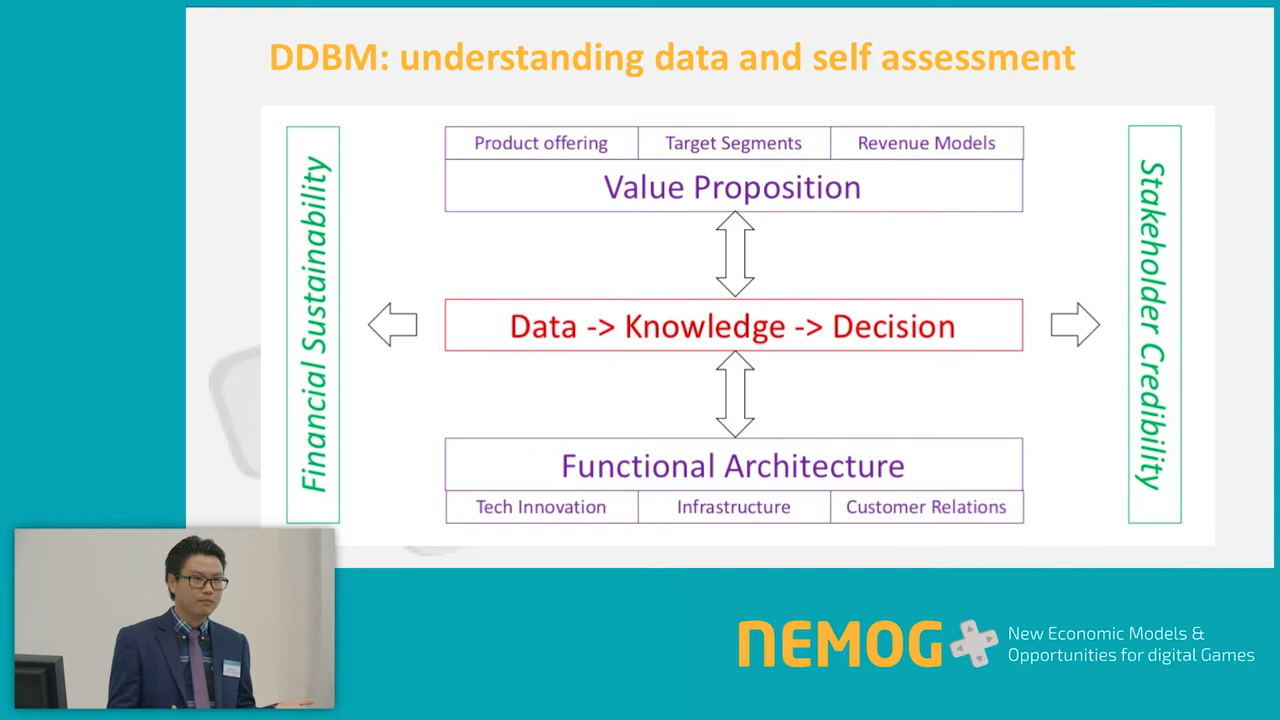 DDBM: understanding data and self assessment
Financial Sustainability
Product offering
Target Segments
Revenue Models
Value Proposition
Data -> Knowledge -> Decision
Functional Architecture
Tech Innovation
Infrastructure
Customer Relations
Stakeholder Credibility
NEMOG
New Economic Models &
Opportunities for digital Games